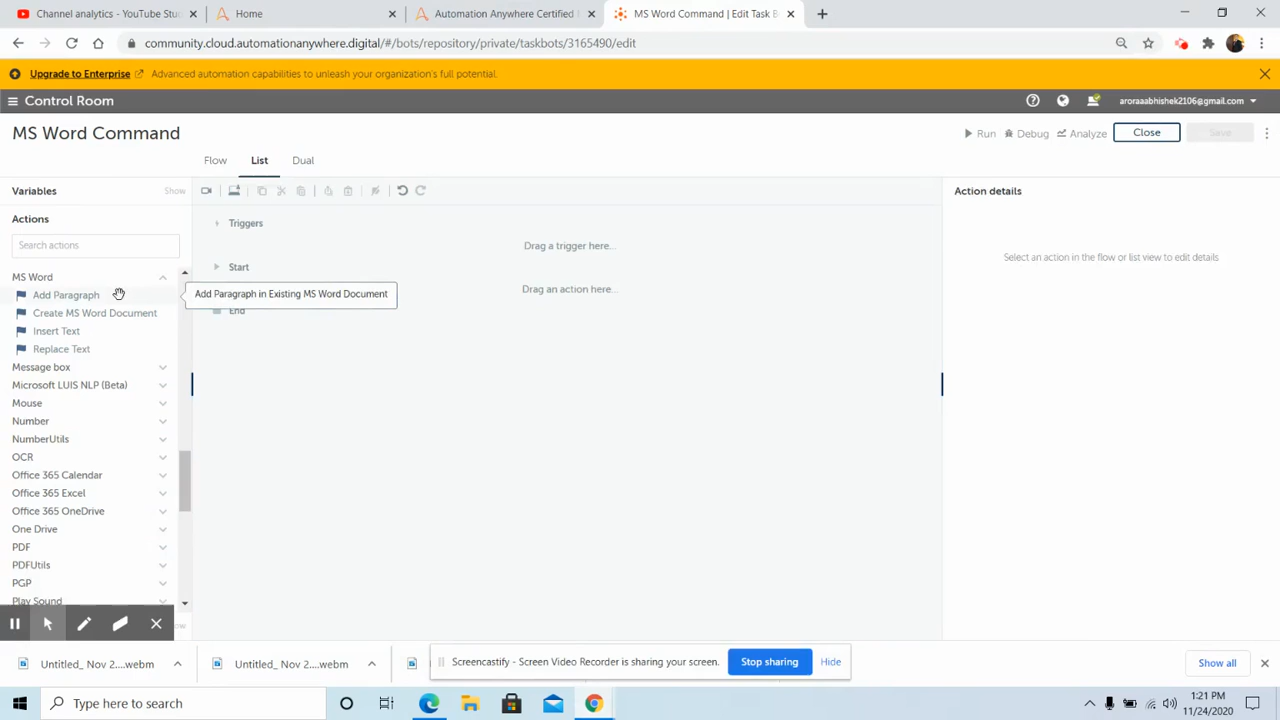 Channel analytics - YouTube Stu
Home
Automation Anywhere Certified
MS Word Command | Edit Task B
community.cloud.automationanywhere.digital/#/bots/repository/private/taskbots/3165490/edit
Upgrade to Enterprise
Advanced automation capabilities to unleash your organization's full potential.
Control Room
aroraaabhishek2106@gmail.com
MS Word Command
Run
Debug
Analyze
Close
Save
Flow
List
Dual
Variables
Show
Action details
Actions
Search actions
Triggers
Drag a trigger here...
Select an action in the flow or list view to edit details
Start
Drag an action here...
MS Word
Add Paragraph
Add Paragraph in Existing MS Word Document
End
Create MS Word Document
Insert Text
Replace Text
Message box
Microsoft LUIS NLP (Beta)
Mouse
Number
NumberUtils
OCR
Office 365 Calendar
Office 365 Excel
Office 365 OneDrive
One Drive
PDF
PDFUtils
PGP
Play Sound
Untitled_ Nov 2....webm
Untitled_ Nov 2....webm
Screencastify - Screen Video Recorder is sharing your screen.
Stop sharing
Hide
Show all
Type here to search
1:21 PM
11/24/2020